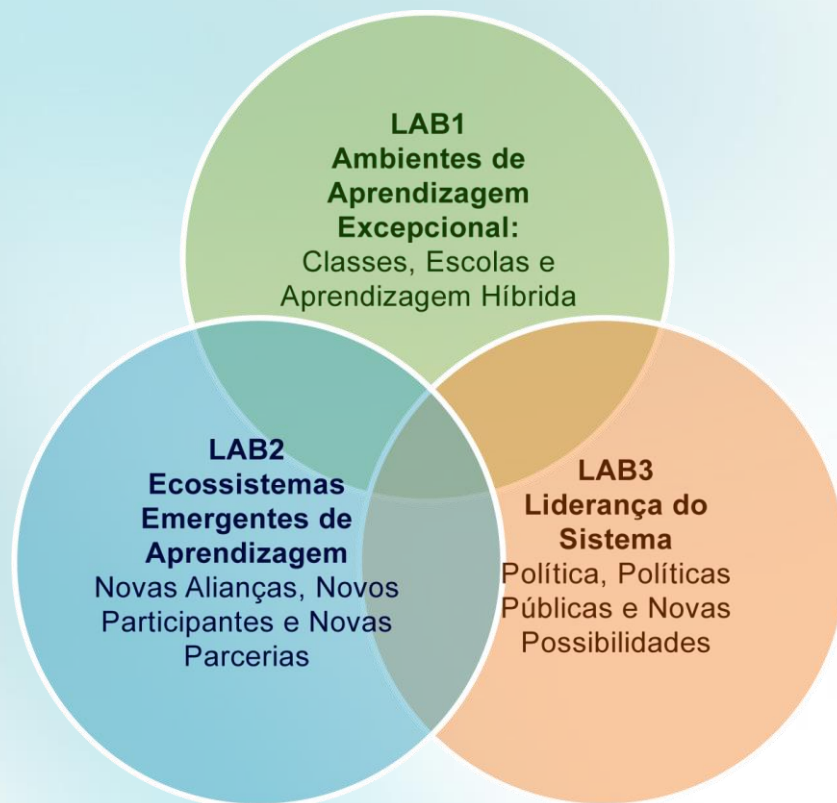 LAB1
Ambientes de
Aprendizagem
Excepcional:
Classes, Escolas e
Aprendizagem Híbrida
LAB2
Ecossistemas
Emergentes de
Aprendizagem
Novas Alianças, Novos
Participantes e Novas
Parcerias
LAB3
Liderança do
Sistema
Política, Políticas
Públicas e Novas
Possibilidades